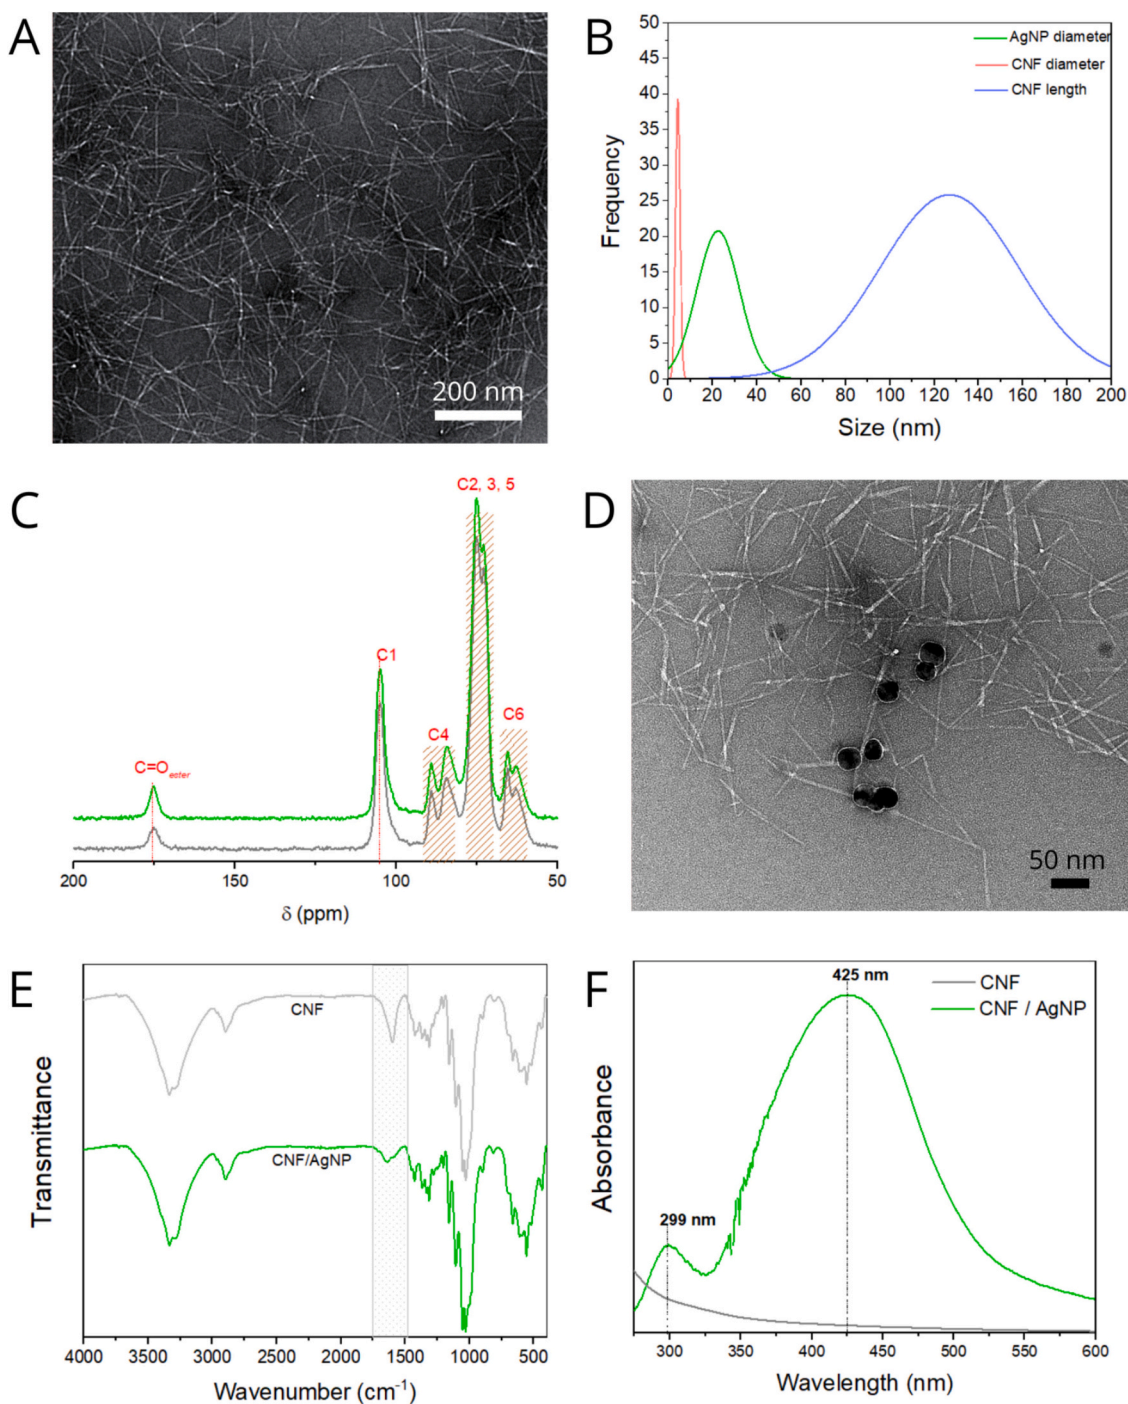 A
200 nm
B
AgNP diameter
CNF diameter
CNF length
50
45
40
35
30
25
20
15
10
5
0
Frequency
0 20 40 60 80 100 120 140 160 180 200
Size (nm)
C
C2, 3, 5
C1
C4
C6
C=O ester
200 150 100 50
δ (ppm)
D
50 nm
E
CNF
CNF/AgNP
Transmittance
4000 3500 3000 2500 2000 1500 1000 500
Wavenumber (cm⁻¹)
F
425 nm
CNF
CNF / AgNP
299 nm
Absorbance
300 350 400 450 500 550 600
Wavelength (nm)